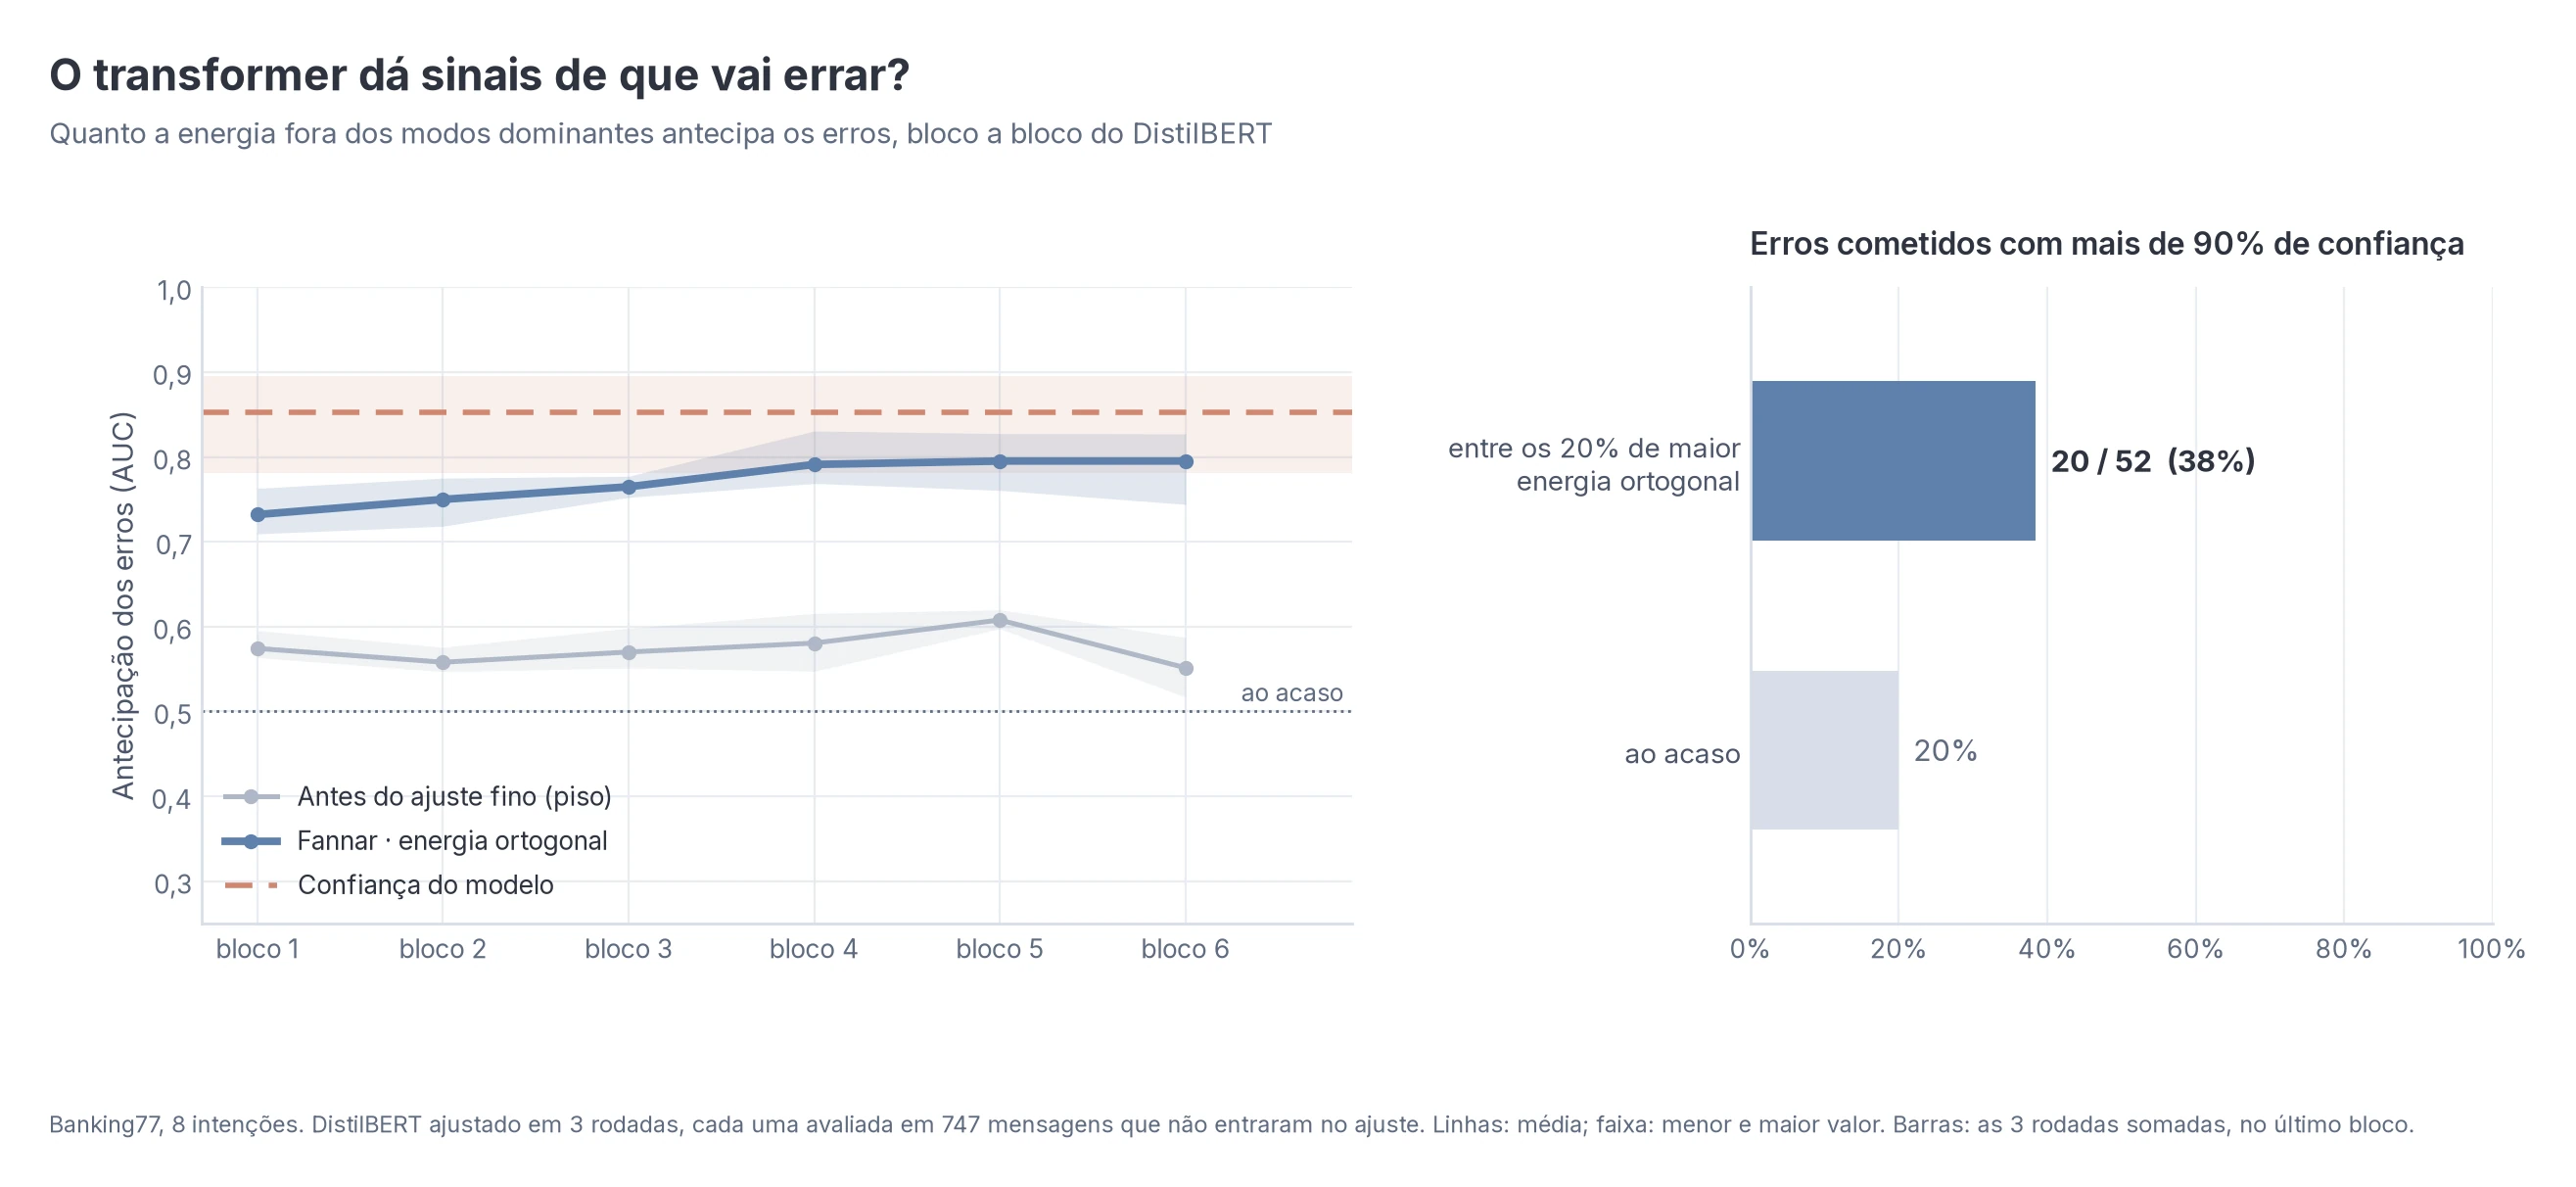 O transformer dá sinais de que vai errar?
Quanto a energia fora dos modos dominantes antecipa os erros, bloco a bloco do DistilBERT
Antecipação dos erros (AUC)
1,0
0,9
0,8
0,7
0,6
0,5
0,4
0,3
ao acaso
Antes do ajuste fino (piso)
Fannar · energia ortogonal
Confiança do modelo
bloco 1
bloco 2
bloco 3
bloco 4
bloco 5
bloco 6
Erros cometidos com mais de 90% de confiança
entre os 20% de maior
energia ortogonal
20 / 52 (38%)
ao acaso
20%
0%
20%
40%
60%
80%
100%
Banking77, 8 intenções. DistilBERT ajustado em 3 rodadas, cada uma avaliada em 747 mensagens que não entraram no ajuste. Linhas: média; faixa: menor e maior valor. Barras: as 3 rodadas somadas, no último bloco.